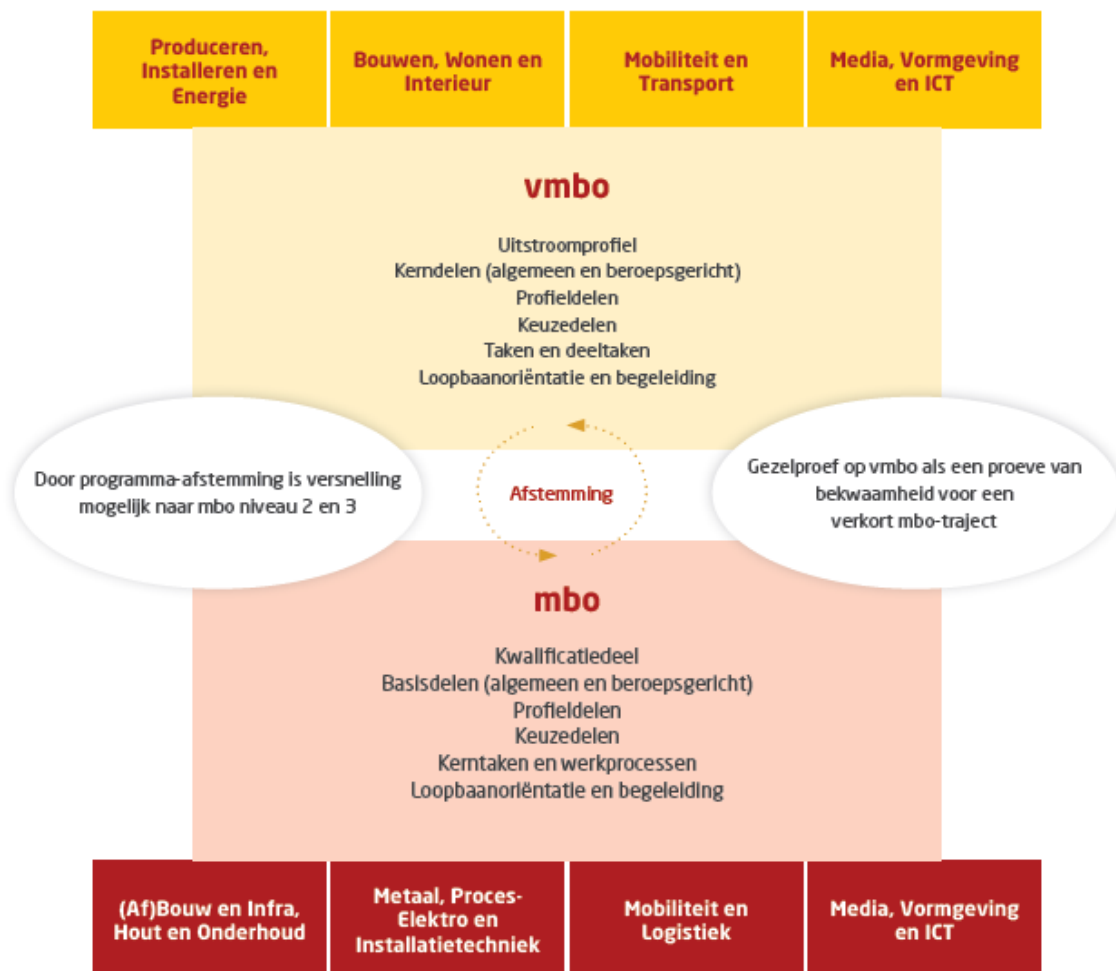 Produceren,
Installeren en
Energie
Bouwen, Wonen en
Interieur
Mobiliteit en
Transport
Media, Vormgeving
en ICT
vmbo
Uitstroomprofiel
Kerndelen (algemeen en beroepsgericht)
Profieldelen
Keuzedelen
Taken en deeltaken
Loopbaanoriëntatie en begeleiding
Door programma-afstemming is versnelling
mogelijk naar mbo niveau 2 en 3
Afstemming
Gezelproef op vmbo als een proeve van
bekwaamheid voor een
verkort mbo-traject
mbo
Kwalificatiedeel
Basisdelen (algemeen en beroepsgericht)
Profieldelen
Keuzedelen
Kerntaken en werkprocessen
Loopbaanoriëntatie en begeleiding
(Af)Bouw en Infra,
Hout en Onderhoud
Metaal, Proces-
Elektro en
Installatietechniek
Mobiliteit en
Logistiek
Media, Vormgeving
en ICT